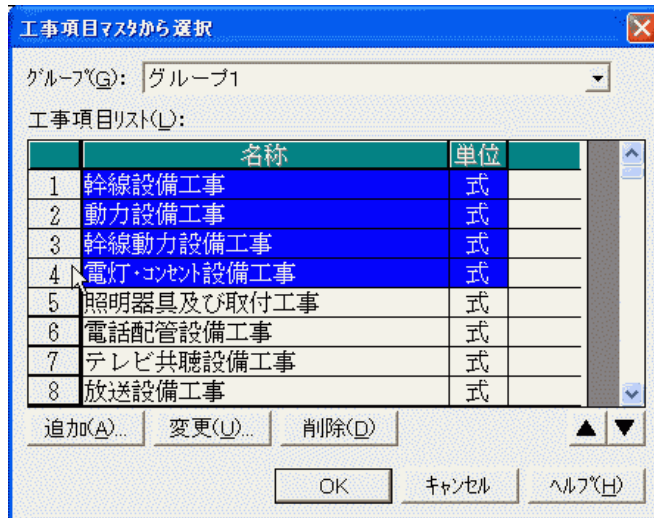 工事項目マスタから選択
グループ(G): グループ1
工事項目リスト(L):
名称 単位
1 幹線設備工事 式
2 動力設備工事 式
3 幹線動力設備工事 式
4 電灯・コンセント設備工事 式
5 照明器具及び取付工事 式
6 電話配管設備工事 式
7 テレビ共聴設備工事 式
8 放送設備工事 式
追加(A)... 変更(U)... 削除(D) ▲ ▼
OK キャンセル ヘルプ(H)